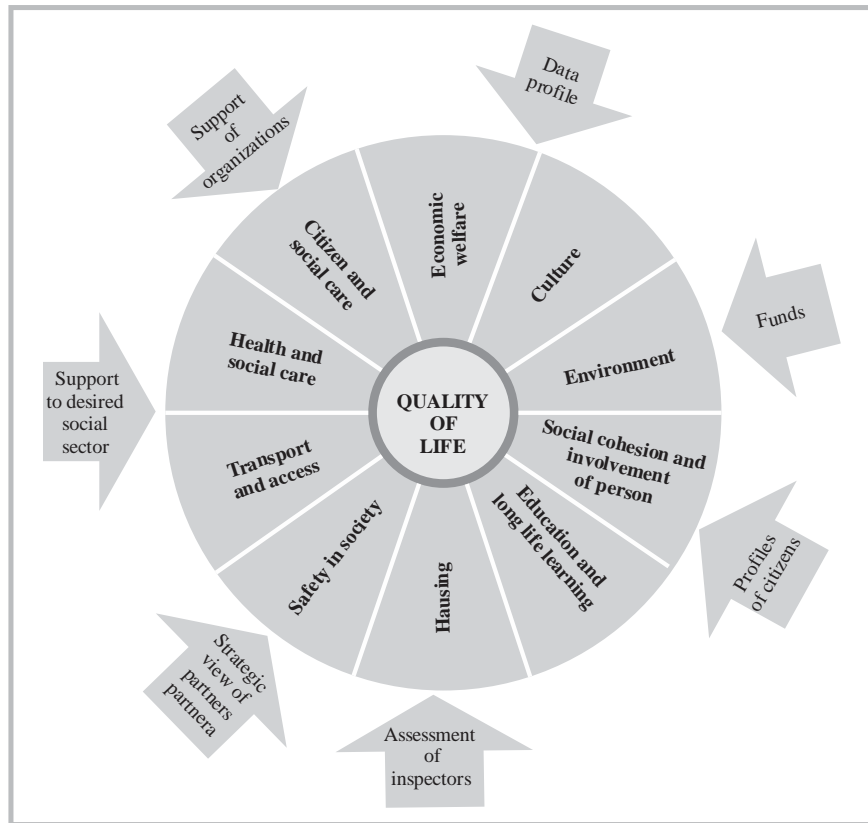 Data
profile
Support
of
organizations
Economic
welfare
Citizen and
social care
Culture
Health and
social care
Environment
Funds
QUALITY
OF
LIFE
Support
to desired
social
sector
Transport
and access
Social cohesion and
involvement
of person
Education and
long life learning
Safety in society
Hausing
Profiles
of citizens
Strategic
view of
partners
partnera
Assessment
of
inspectors